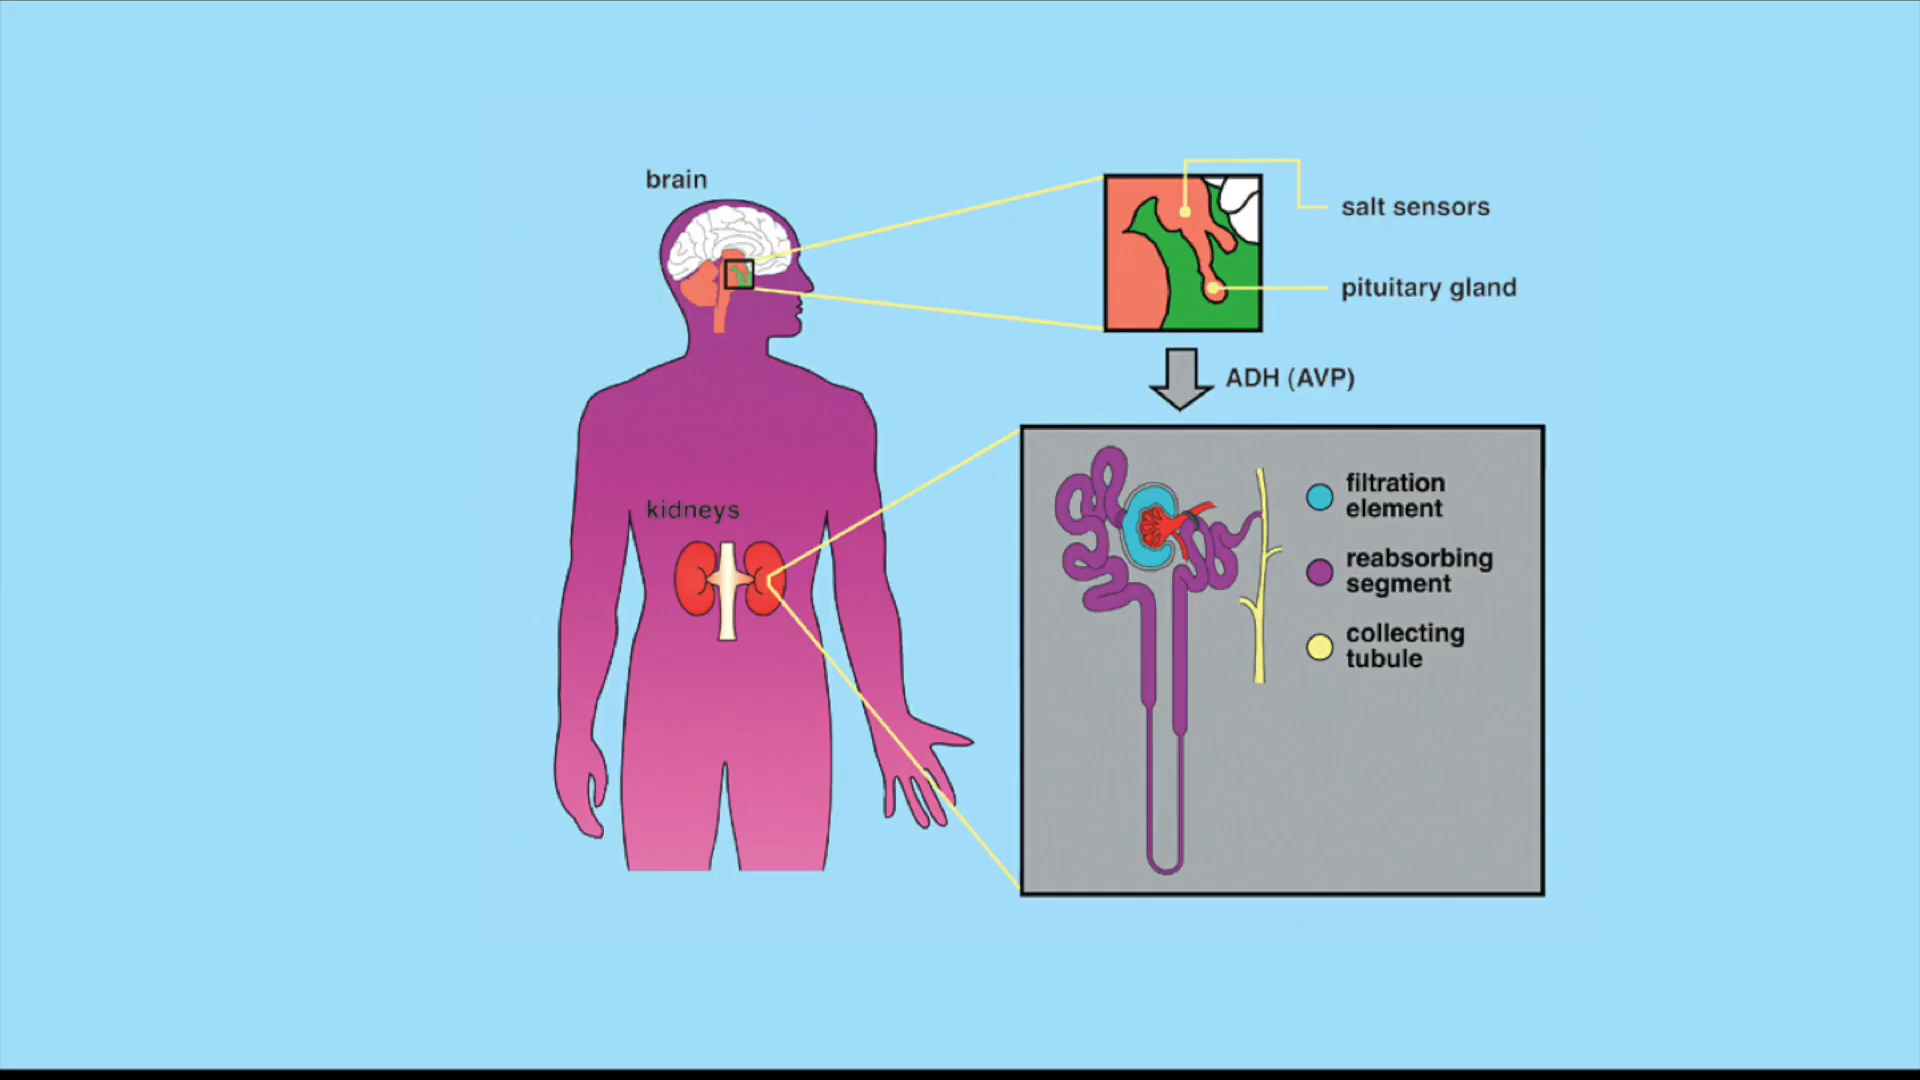 brain
salt sensors
pituitary gland
ADH (AVP)
kidneys
filtration
element
reabsorbing
segment
collecting
tubule